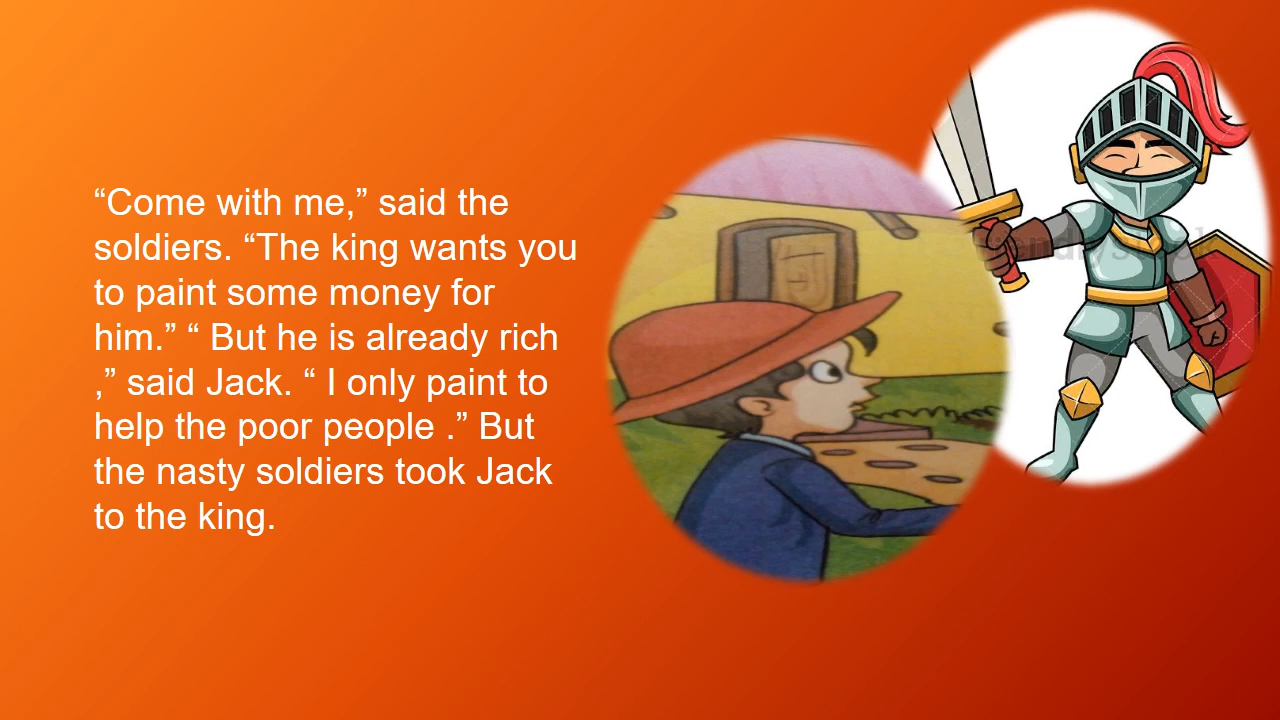 “Come with me,” said the
soldiers. “The king wants you
to paint some money for
him.” “ But he is already rich
,” said Jack. “ I only paint to
help the poor people .” But
the nasty soldiers took Jack
to the king.